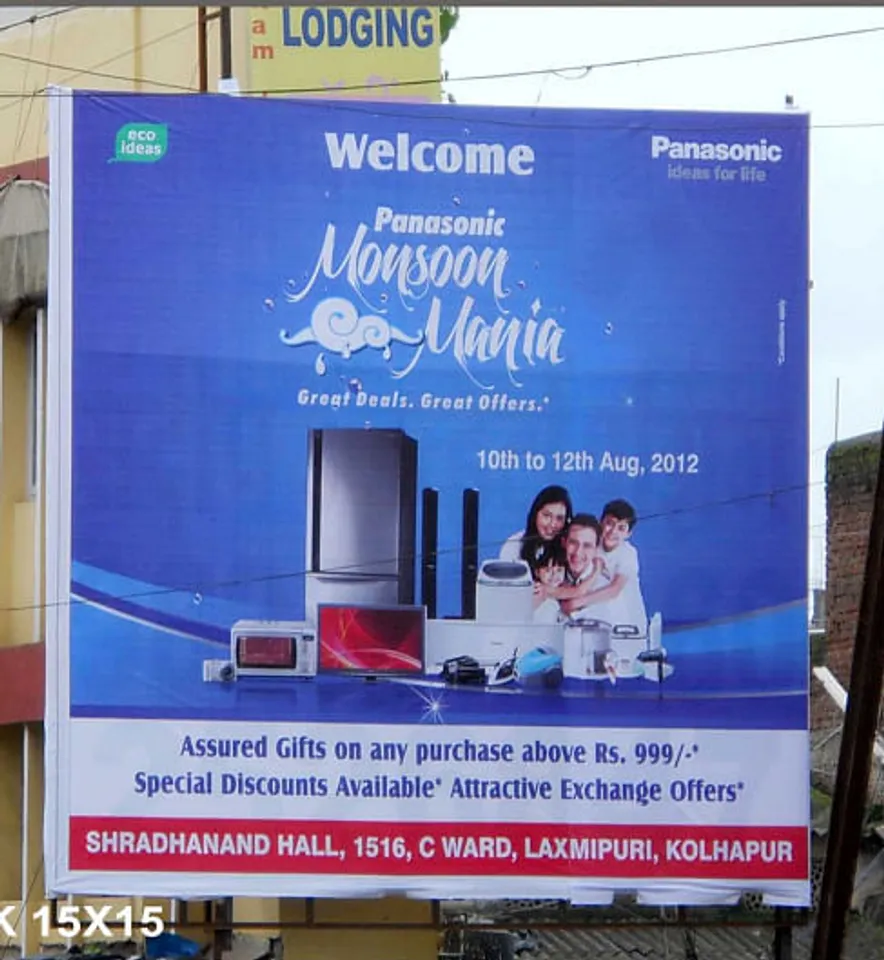 am
LODGING
eco
ideas
Welcome
Panasonic
ideas for life
Panasonic
Monsoon
Mania
Great Deals. Great Offers.*
*Conditions apply
10th to 12th Aug, 2012
Assured Gifts on any purchase above Rs. 999/-*
Special Discounts Available* Attractive Exchange Offers*
SHRADHANAND HALL, 1516, C WARD, LAXMIPURI, KOLHAPUR
K 15X15